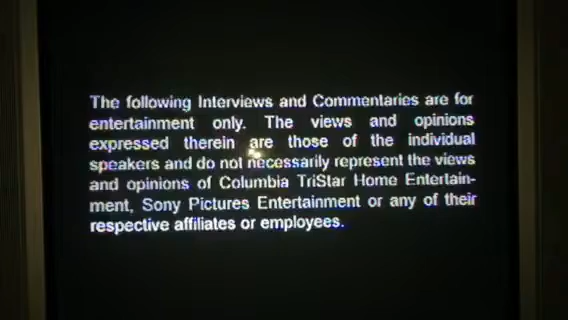 The following Interviews and Commentaries are for
entertainment only. The views and opinions
expressed therein are those of the individual
speakers and do not necessarily represent the views
and opinions of Columbia TriStar Home Entertain-
ment, Sony Pictures Entertainment or any of their
respective affiliates or employees.